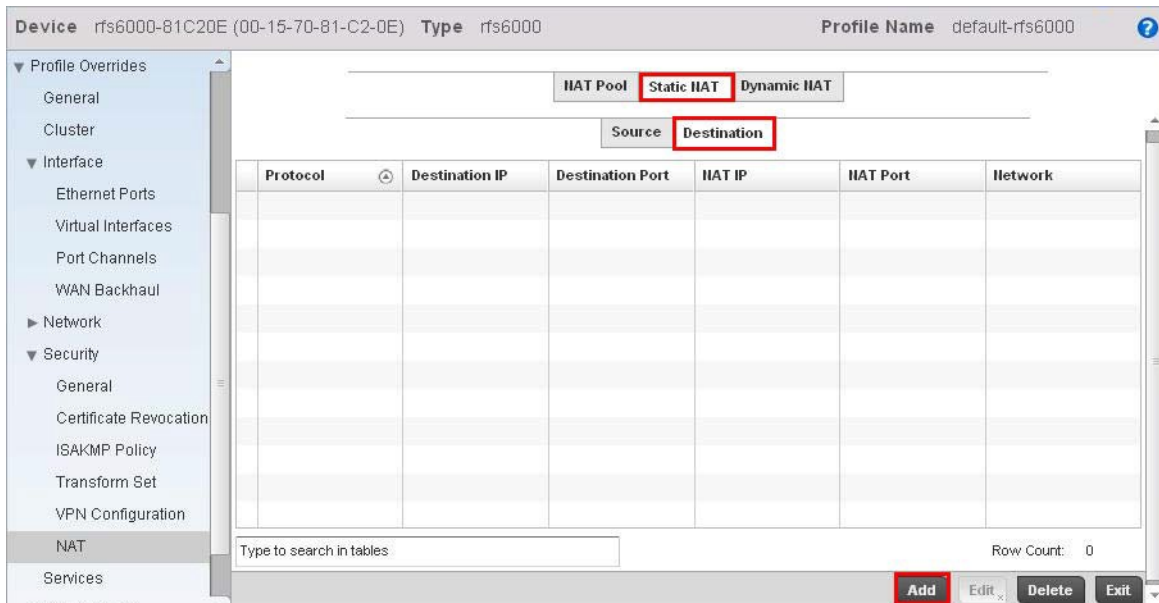 Device rfs6000-81C20E (00-15-70-81-C2-0E) Type rfs6000 Profile Name default-rfs6000 ?
Profile Overrides
General
Cluster
Interface
Ethernet Ports
Virtual Interfaces
Port Channels
WAN Backhaul
Network
Security
General
Certificate Revocation
ISAKMP Policy
Transform Set
VPN Configuration
NAT
Services
NAT Pool Static NAT Dynamic NAT
Source Destination
Protocol Destination IP Destination Port NAT IP NAT Port Network
Type to search in tables Row Count: 0
Add Edit Delete Exit